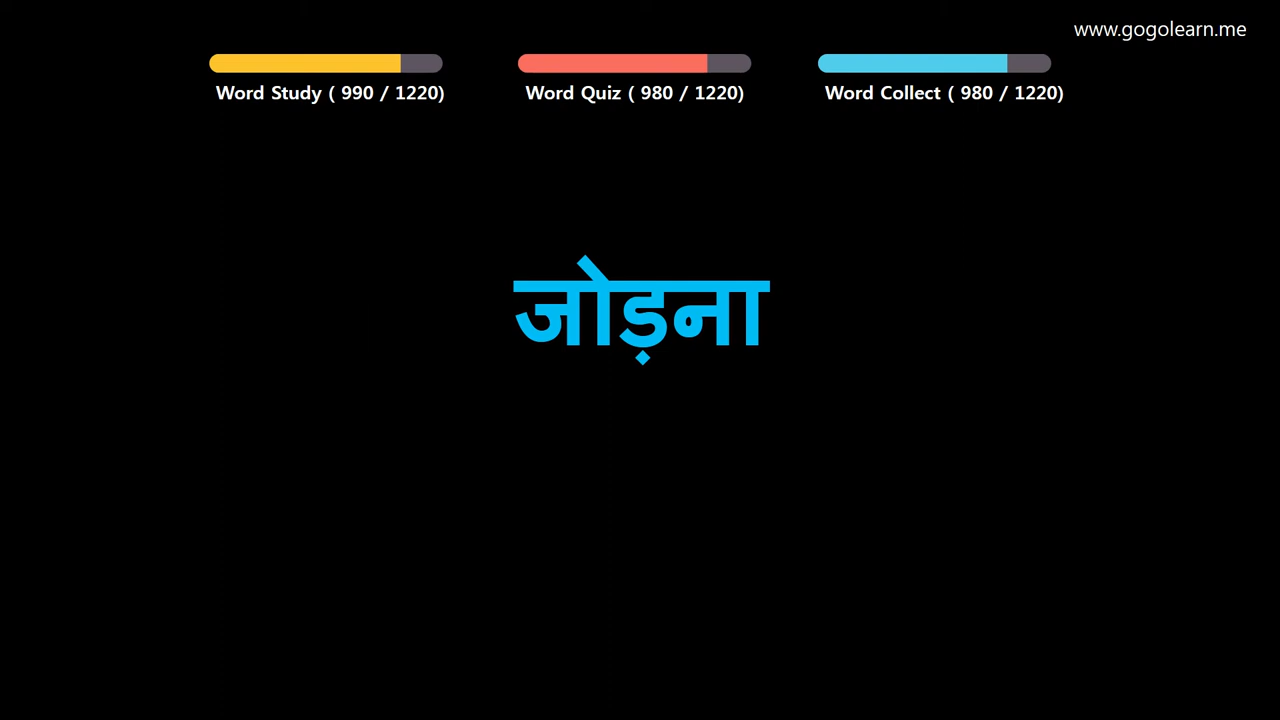 www.gogolearn.me
Word Study ( 990 / 1220) Word Quiz ( 980 / 1220) Word Collect ( 980 / 1220)
जोड़ना